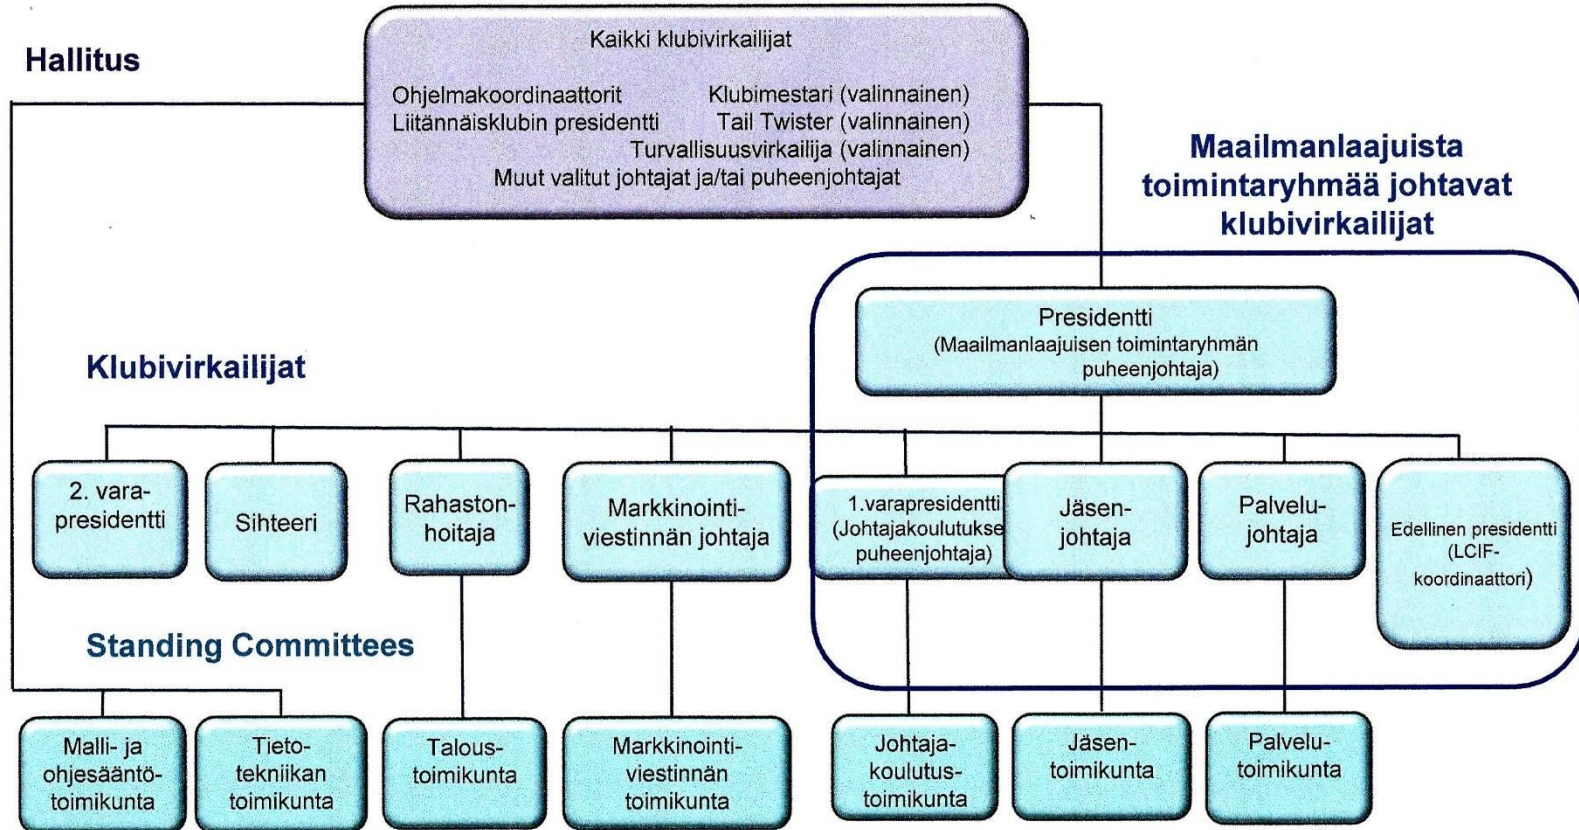 Hallitus
Kaikki klubivirkailijat
Ohjelmakoordinaattorit Klubimestari (valinnainen)
Liitännäisklubin presidentti Tail Twister (valinnainen)
Turvallisuusvirkailija (valinnainen)
Muut valitut johtajat ja/tai puheenjohtajat
Maailmanlaajuista
toimintaryhmää johtavat
klubivirkailijat
Presidentti
(Maailmanlaajuisen toimintaryhmän
puheenjohtaja)
Klubivirkailijat
2. vara-
presidentti
Sihteeri
Rahaston-
hoitaja
Markkinointi-
viestinnän johtaja
1.varapresidentti
(Johtajakoulutukse
puheenjohtaja)
Jäsen-
johtaja
Palvelu-
johtaja
Edellinen presidentti
(LCIF-
koordinaattori)
Standing Committees
Malli- ja
ohjesääntö-
toimikunta
Tieto-
tekniikan
toimikunta
Talous-
toimikunta
Markkinointi-
viestinnän
toimikunta
Johtaja-
koulutus-
toimikunta
Jäsen-
toimikunta
Palvelu-
toimikunta